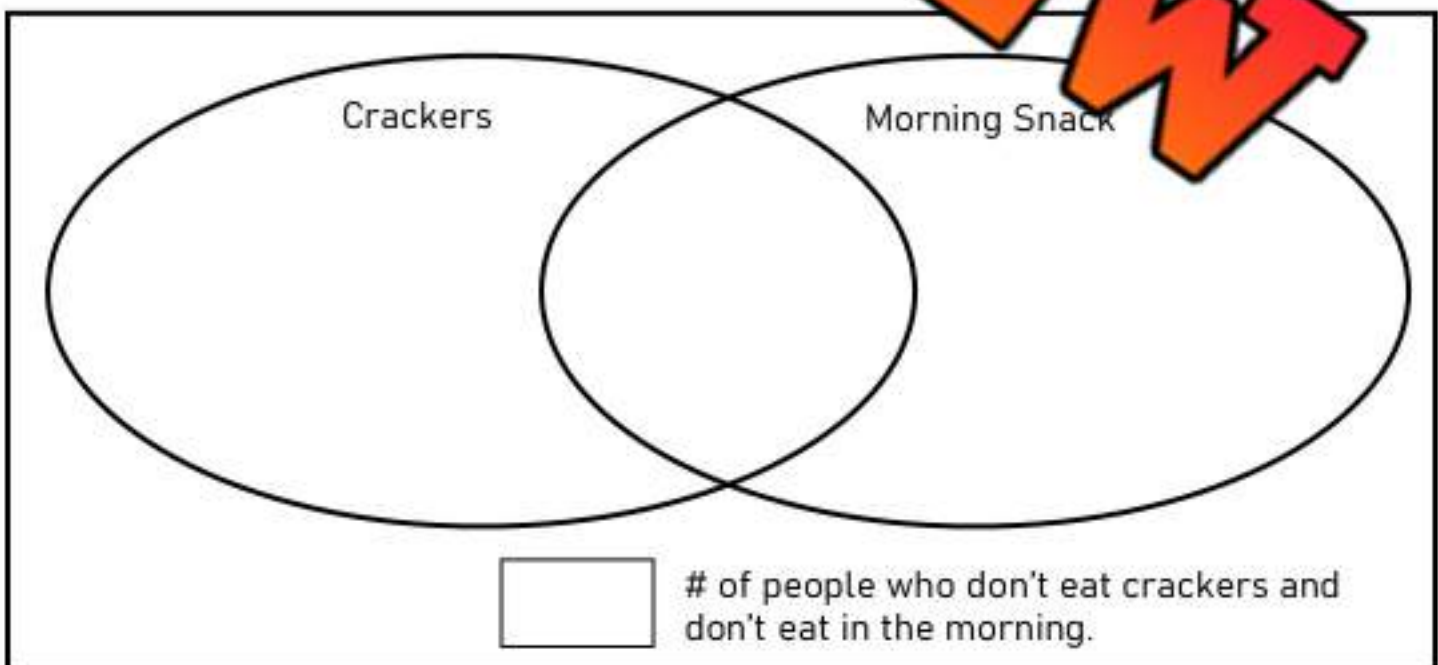 Crackers
Morning Snack
W
# of people who don't eat crackers and
don't eat in the morning.